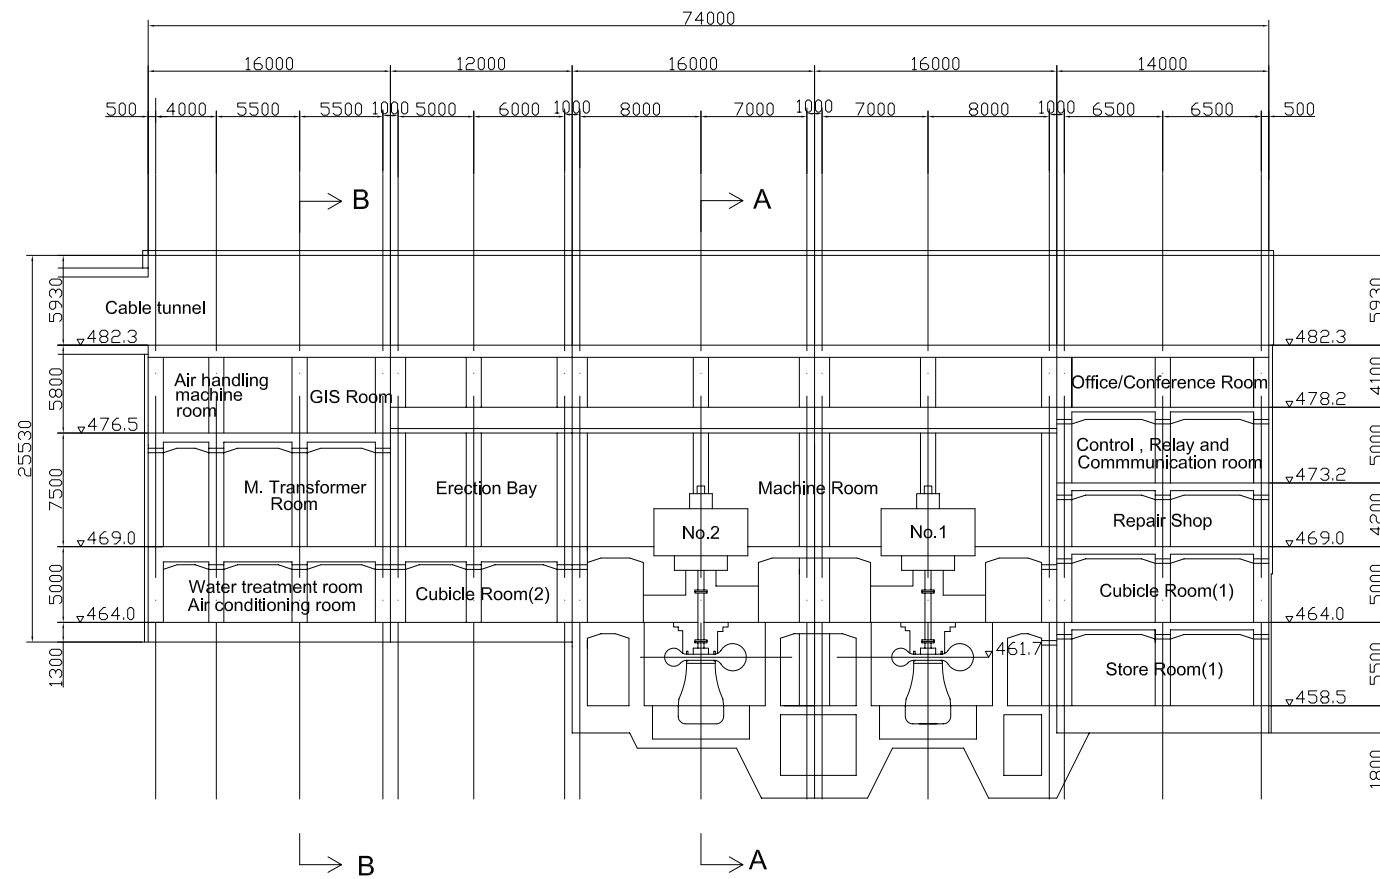 74000
16000 12000 16000 16000 14000
500 4000 5500 5500 1000 5000 6000 1000 8000 7000 1000 7000 8000 1000 6500 6500 500
B
A
5930
5930
Cable tunnel
482.3
482.3
25530
5800
4100
Air handling
machine
room
GIS Room
Office/Conference Room
478.2
476.5
5000
Control , Relay and
Commmunication room
473.2
7500
M. Transformer
Room
Erection Bay
Machine Room
4200
Repair Shop
No.2
No.1
469.0
469.0
5000
5000
Water treatment room
Air conditioning room
Cubicle Room(2)
Cubicle Room(1)
464.0
464.0
1300
461.7
5500
Store Room(1)
458.5
1800
B
A